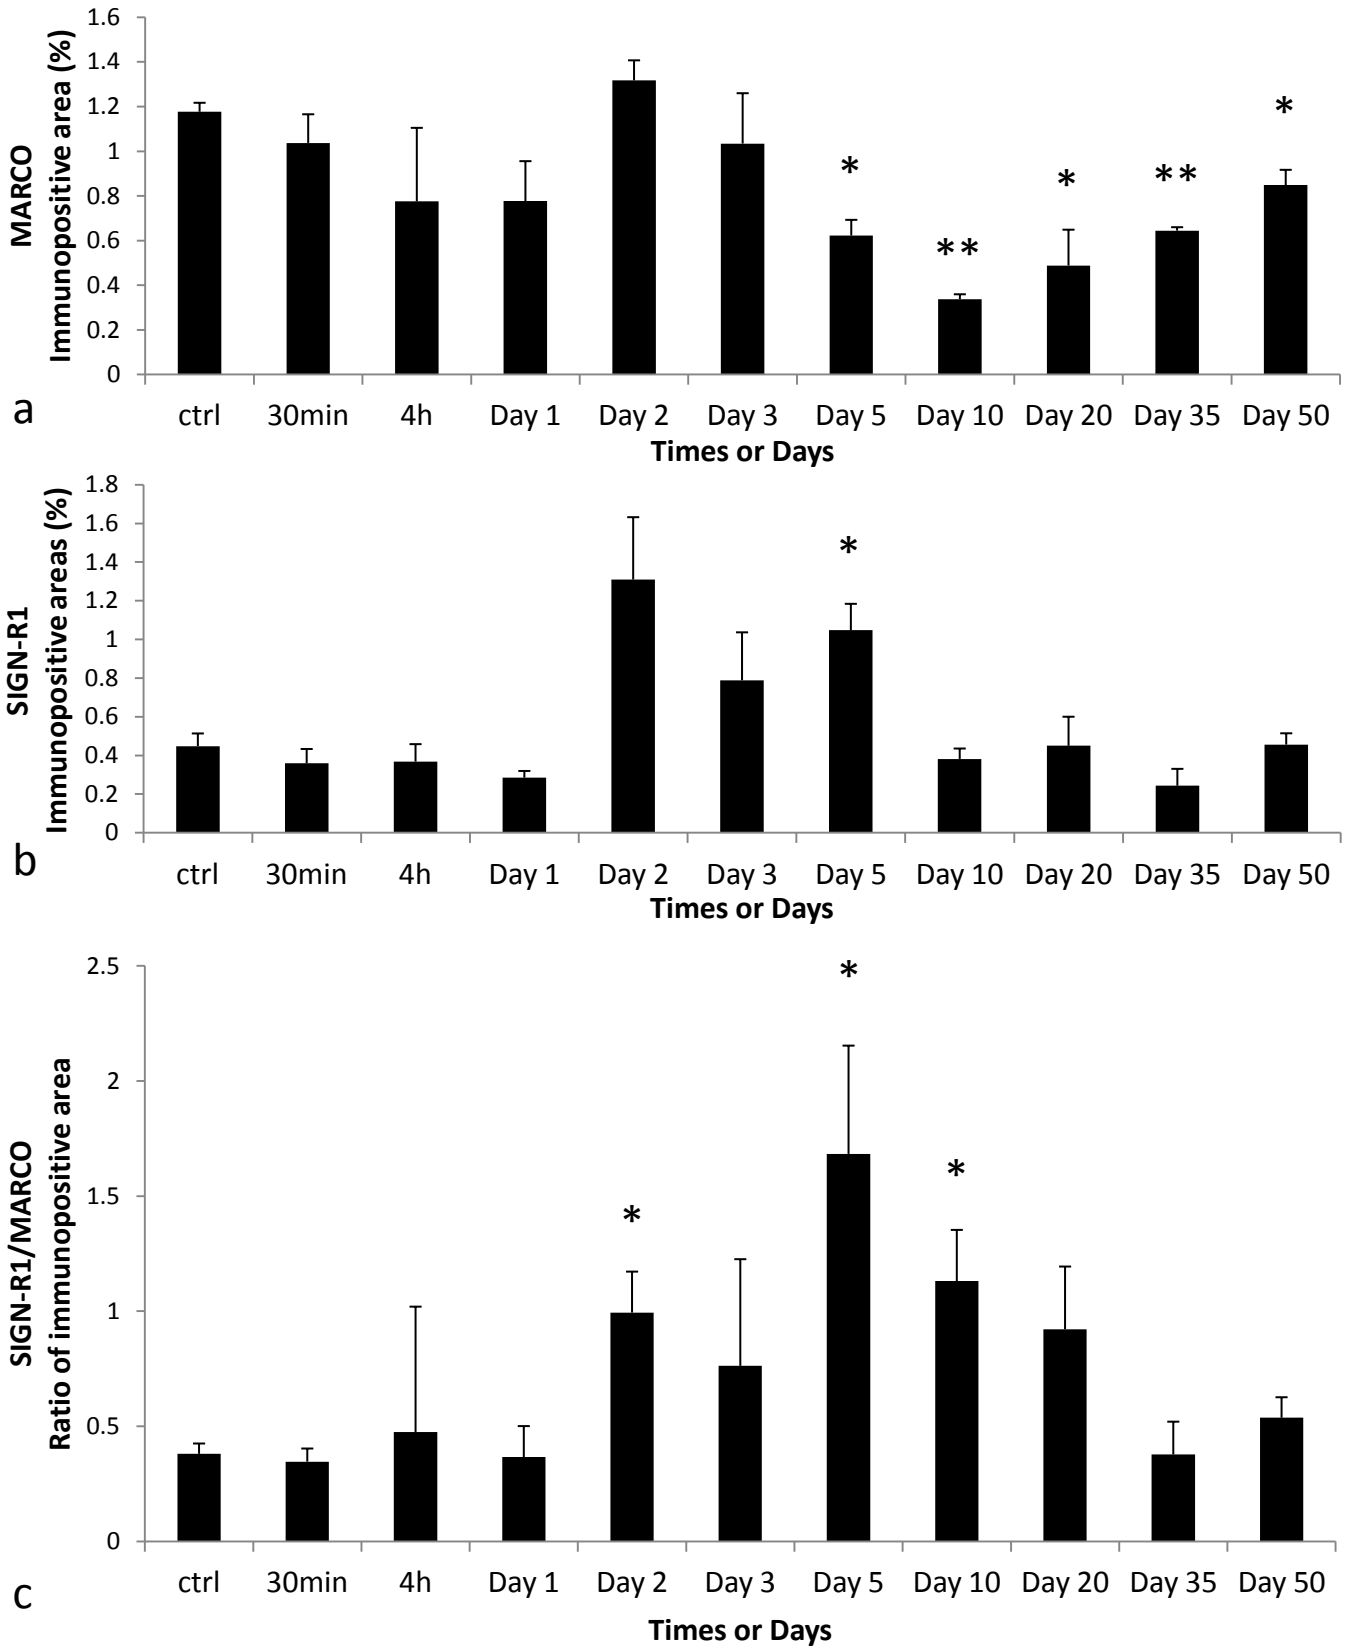 MARCO
Immunopositive area (%)
1.6
1.4
1.2
1
0.8
0.6
0.4
0.2
0
*
**
*
**
*
ctrl 30min 4h Day 1 Day 2 Day 3 Day 5 Day 10 Day 20 Day 35 Day 50
Times or Days
a
SIGN-R1
Immunopositive areas (%)
1.8
1.6
1.4
1.2
1
0.8
0.6
0.4
0.2
0
*
ctrl 30min 4h Day 1 Day 2 Day 3 Day 5 Day 10 Day 20 Day 35 Day 50
Times or Days
b
SIGN-R1/MARCO
Ratio of immunopositive area
2.5
2
1.5
1
0.5
0
*
*
*
ctrl 30min 4h Day 1 Day 2 Day 3 Day 5 Day 10 Day 20 Day 35 Day 50
Times or Days
c